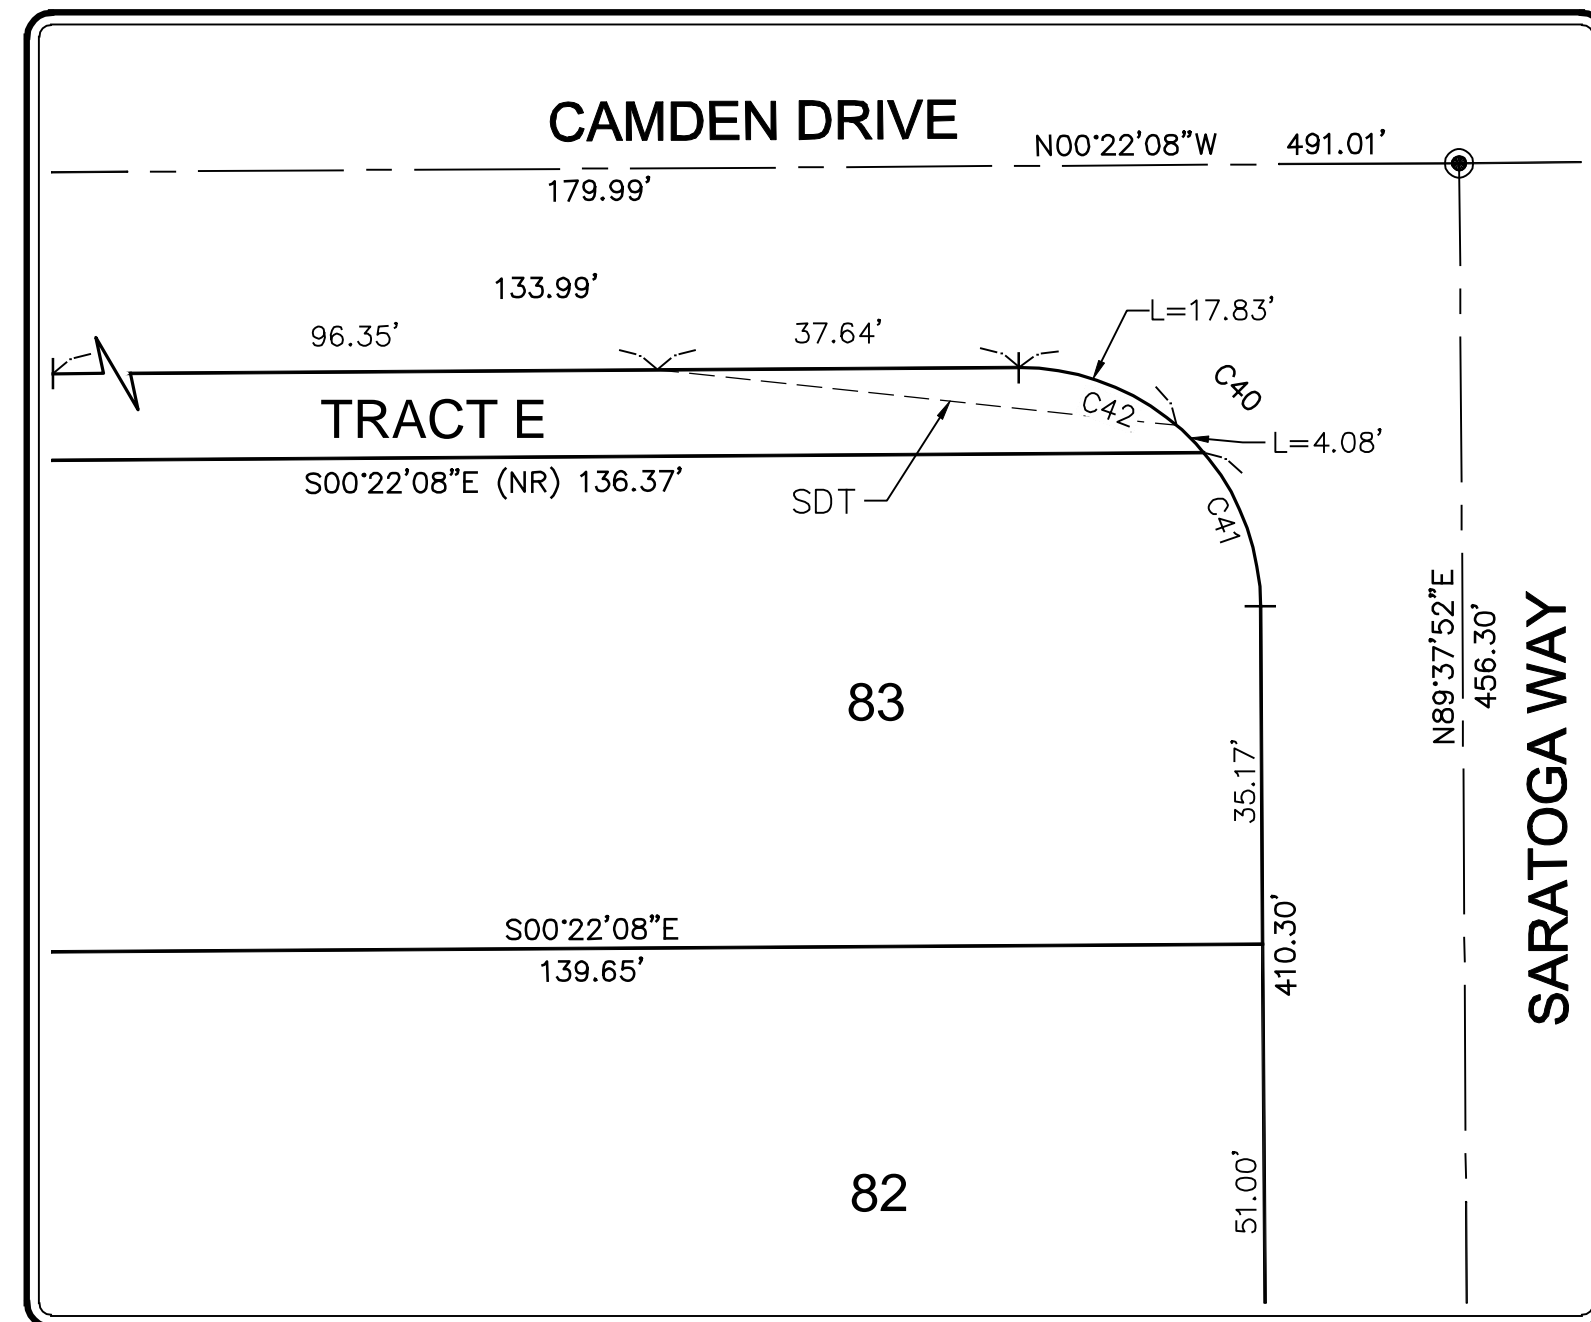 CAMDEN DRIVE
N00°22'08"W 491.01'
179.99'
133.99'
96.35'
37.64'
L=17.83'
C40
C42
TRACT E
L=4.08'
S00°22'08"E (NR) 136.37'
SDT
C41
N89°37'52"E
456.30'
SARATOGA WAY
83
35.17'
S00°22'08"E
139.65'
410.30'
82
51.00'